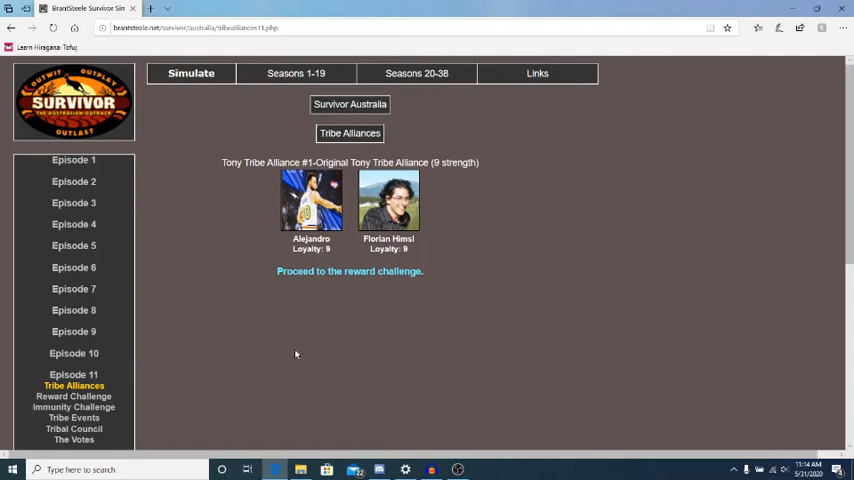 BrantSteele Survivor Sim
brantsteele.net/survivor/australia/tribealliances11.php
Learn Hiragana: Tofug
OUTWIT OUTPLAY
SURVIVOR
THE AUSTRALIAN OUTBACK
OUTLAST
Simulate
Seasons 1-19
Seasons 20-38
Links
Survivor Australia
Tribe Alliances
Tony Tribe Alliance #1-Original Tony Tribe Alliance (9 strength)
Alejandro
Loyalty: 9
Florian Himsl
Loyalty: 9
Proceed to the reward challenge.
Episode 1
Episode 2
Episode 3
Episode 4
Episode 5
Episode 6
Episode 7
Episode 8
Episode 9
Episode 10
Episode 11
Tribe Alliances
Reward Challenge
Immunity Challenge
Tribe Events
Tribal Council
The Votes
Type here to search
22
11:14 AM
5/31/2020
4